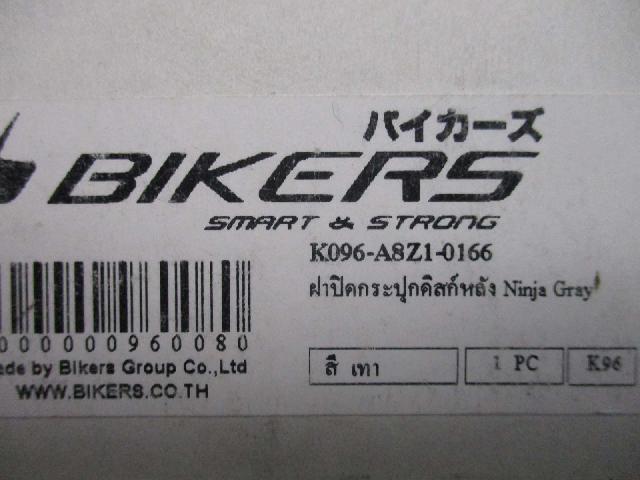 バイカーズ
BIKERS
SMART & STRONG
K096-A8Z1-0166
ฝาปิดกระปุกดิสก์หลัง Ninja Gray
0000000960080
Made by Bikers Group Co.,Ltd
WWW.BIKERS.CO.TH
สี เทา
1 PC
K96